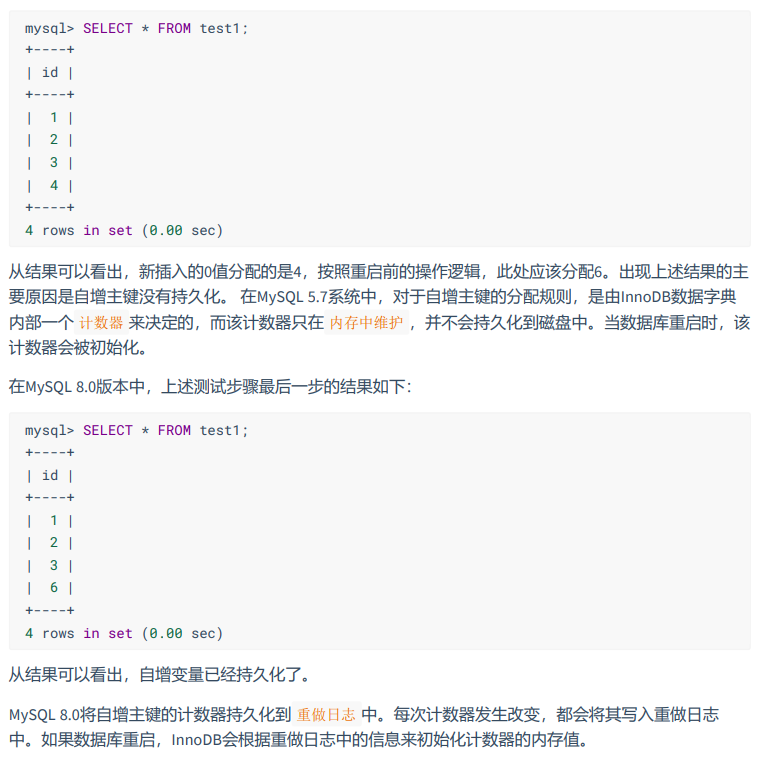 mysql> SELECT * FROM test1;
+----+
| id |
+----+
|  1 |
|  2 |
|  3 |
|  4 |
+----+
4 rows in set (0.00 sec)
从结果可以看出，新插入的0值分配的是4，按照重启前的操作逻辑，此处应该分配6。出现上述结果的主
要原因是自增主键没有持久化。 在MySQL 5.7系统中，对于自增主键的分配规则，是由InnoDB数据字典
内部一个 计数器 来决定的，而该计数器只在 内存中维护 ，并不会持久化到磁盘中。当数据库重启时，该
计数器会被初始化。
在MySQL 8.0版本中，上述测试步骤最后一步的结果如下：
mysql> SELECT * FROM test1;
+----+
| id |
+----+
|  1 |
|  2 |
|  3 |
|  6 |
+----+
4 rows in set (0.00 sec)
从结果可以看出，自增变量已经持久化了。
MySQL 8.0将自增主键的计数器持久化到 重做日志 中。每次计数器发生改变，都会将其写入重做日志
中。如果数据库重启，InnoDB会根据重做日志中的信息来初始化计数器的内存值。